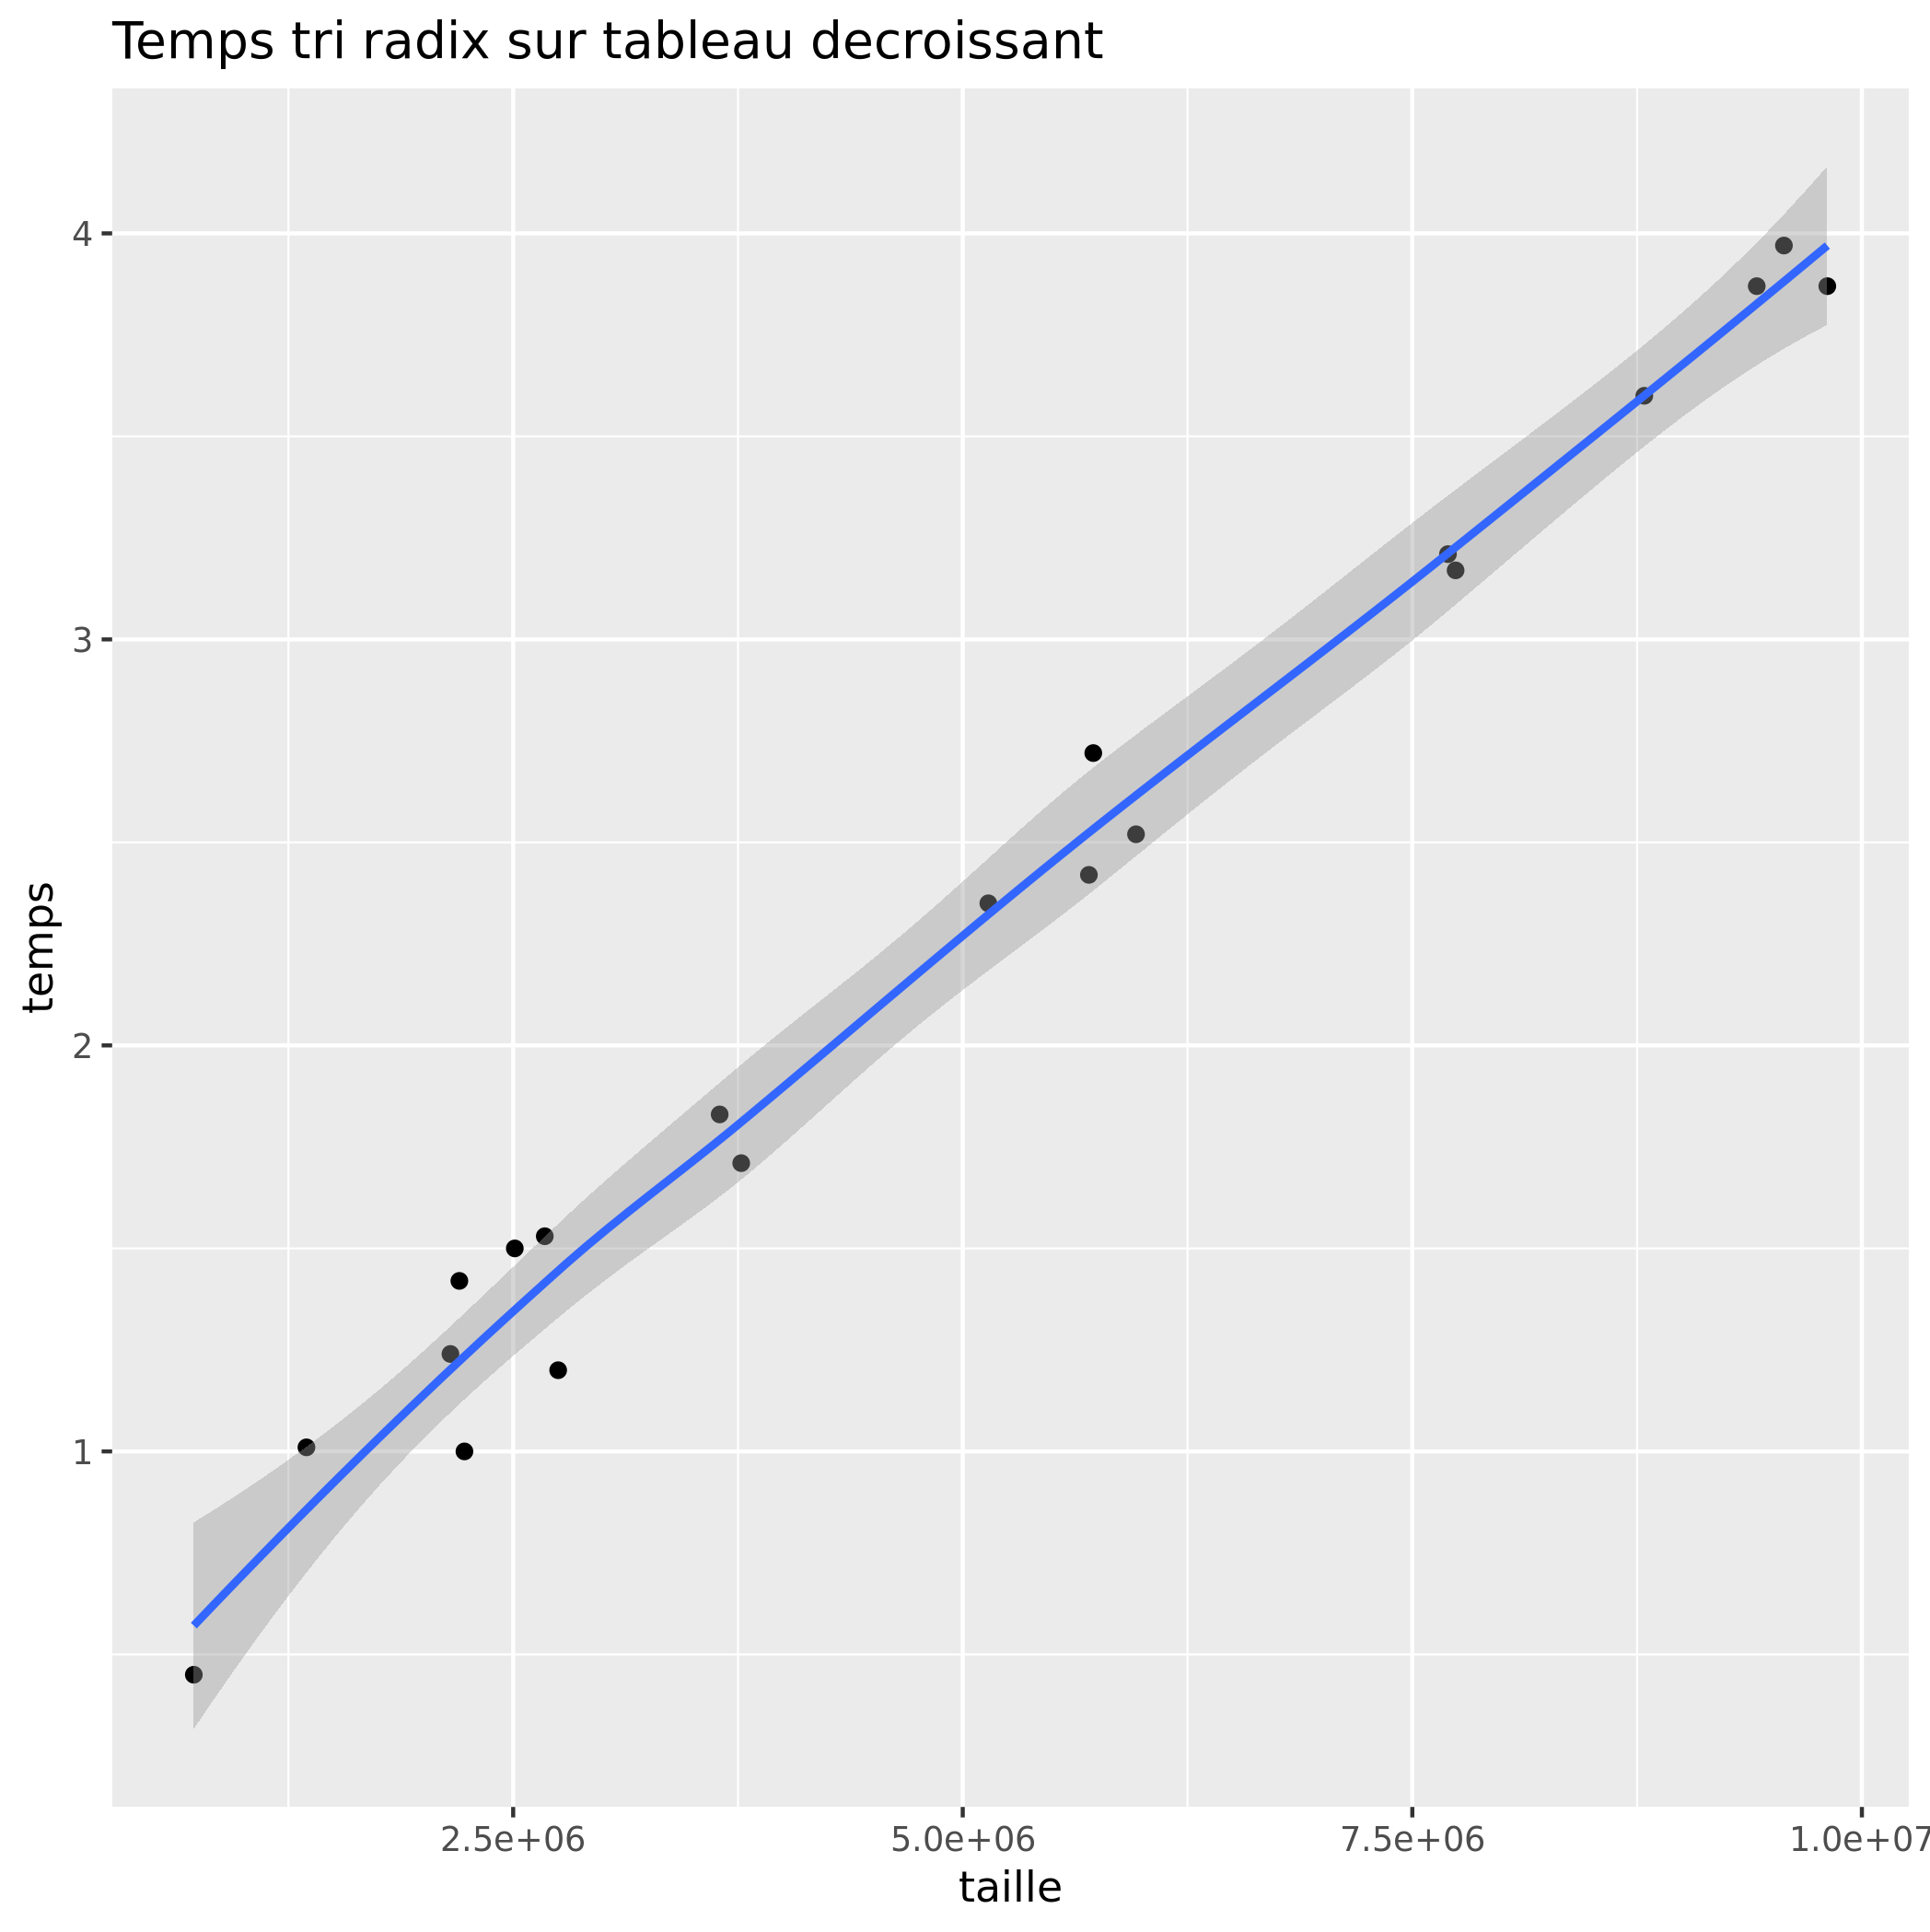 Temps tri radix sur tableau decroissant
4
3
2
1
temps
2.5e+06
5.0e+06
7.5e+06
1.0e+07
taille